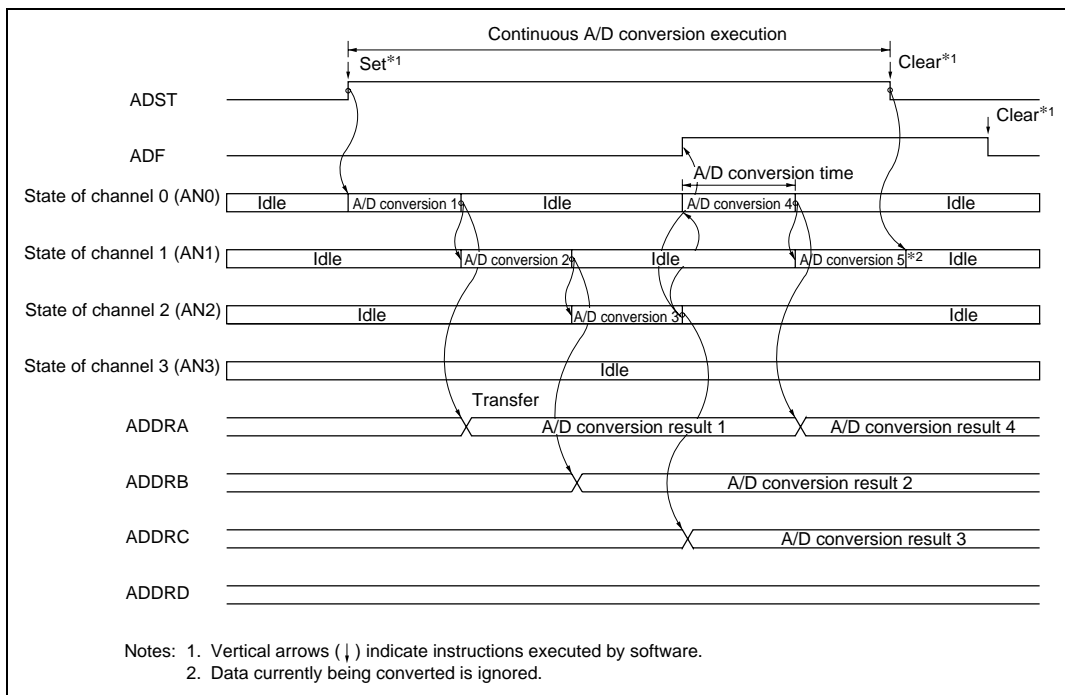 Continuous A/D conversion execution
Set*1
Clear*1
ADST
Clear*1
ADF
A/D conversion time
State of channel 0 (AN0)
Idle
A/D conversion 1
Idle
A/D conversion 4
Idle
State of channel 1 (AN1)
Idle
A/D conversion 2
Idle
A/D conversion 5
*2
Idle
State of channel 2 (AN2)
Idle
A/D conversion 3
Idle
State of channel 3 (AN3)
Idle
Transfer
ADDRA
A/D conversion result 1
A/D conversion result 4
ADDRB
A/D conversion result 2
ADDRC
A/D conversion result 3
ADDRD
Notes: 1. Vertical arrows (↓) indicate instructions executed by software.
2. Data currently being converted is ignored.